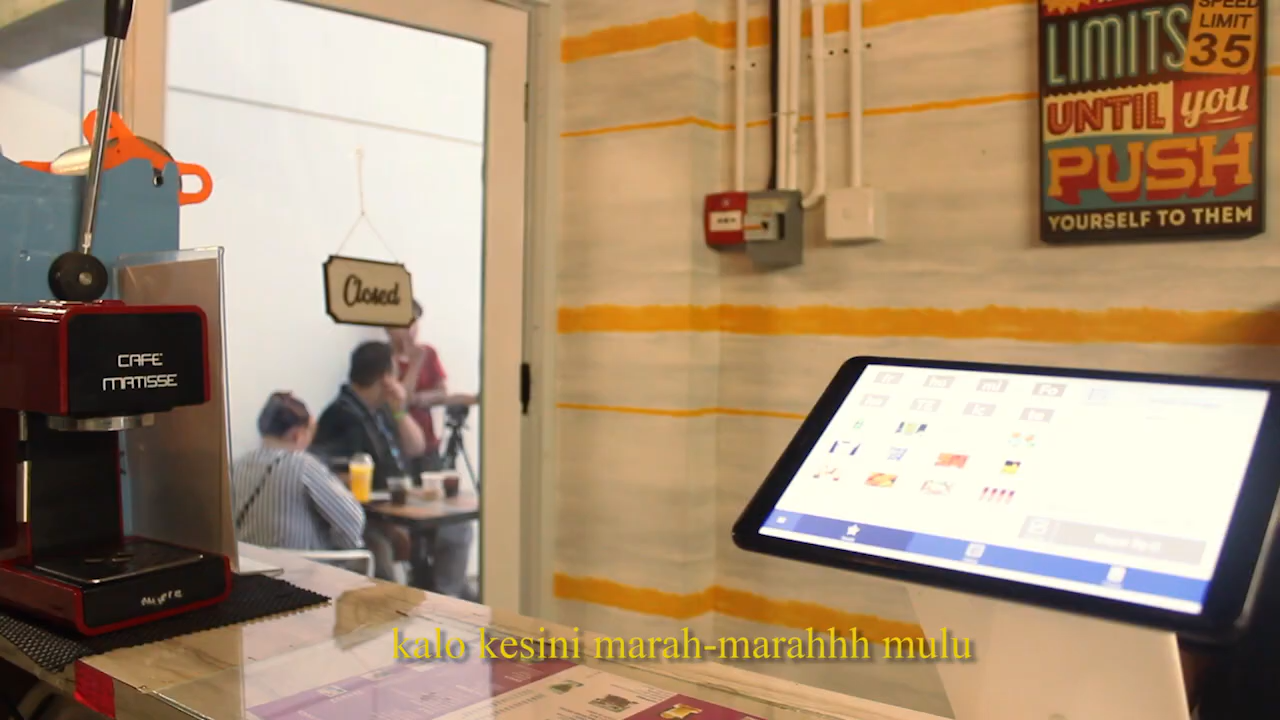 SPEED
LIMIT
35
LIMITS
UNTIL you
PUSH
YOURSELF TO THEM
Closed
CAFE
MATISSE
kalo kesini marah-marahhh mulu